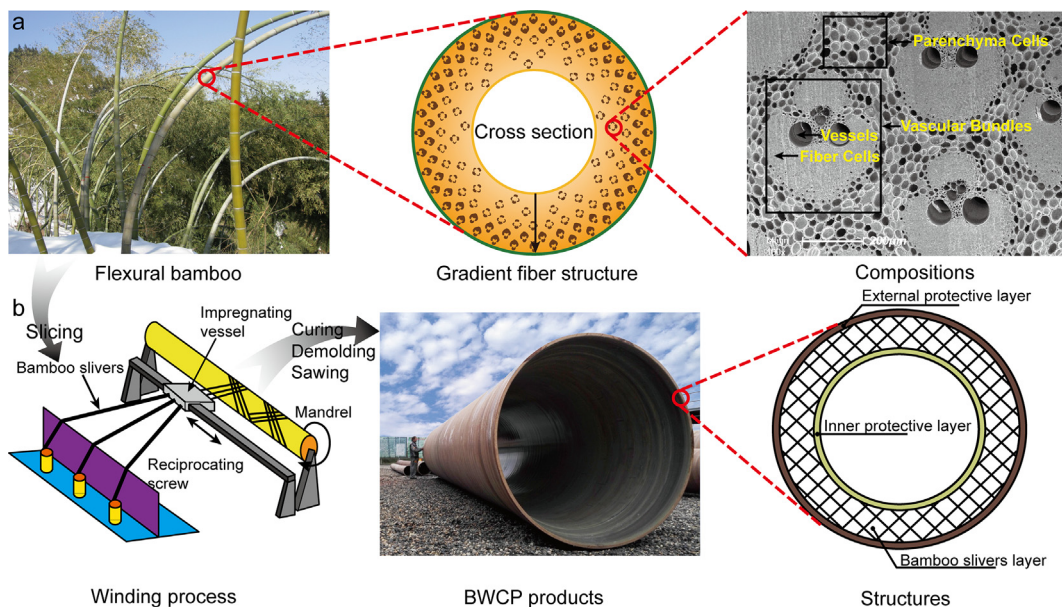 a
Cross section
Parenchyma Cells
Vessels
Vascular Bundles
Fiber Cells
200μm
Flexural bamboo
Gradient fiber structure
Compositions
b
Slicing
Bamboo slivers
Impregnating
vessel
Curing
Demolding
Sawing
Mandrel
Reciprocating
screw
External protective layer
Inner protective layer
Bamboo slivers layer
Winding process
BWCP products
Structures